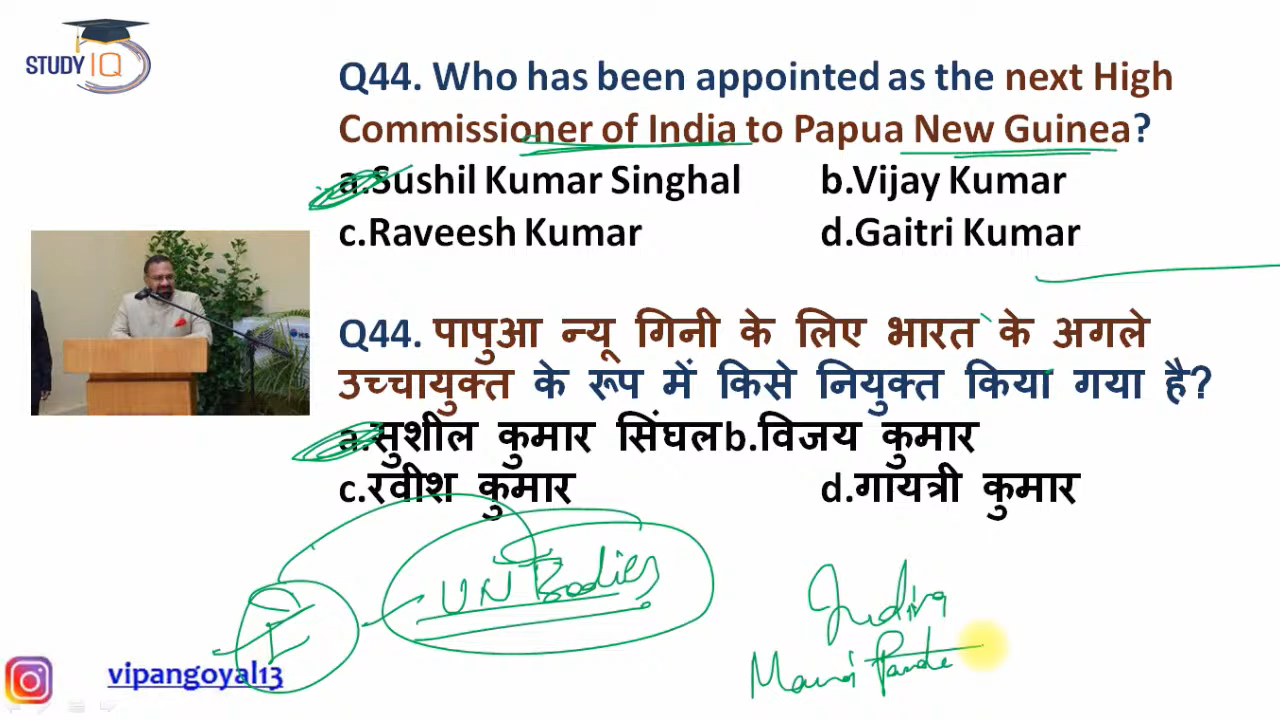 STUDY IQ
Q44. Who has been appointed as the next High
Commissioner of India to Papua New Guinea?
a.Sushil Kumar Singhal b.Vijay Kumar
c.Raveesh Kumar d.Gaitri Kumar
Q44. पापुआ न्यू गिनी के लिए भारत के अगले
उच्चायुक्त के रूप में किसे नियुक्त किया गया है?
a.सुशील कुमार सिंघल b.विजय कुमार
c.रवीश कुमार d.गायत्री कुमार
UN Bodies
I
vipangoyal13